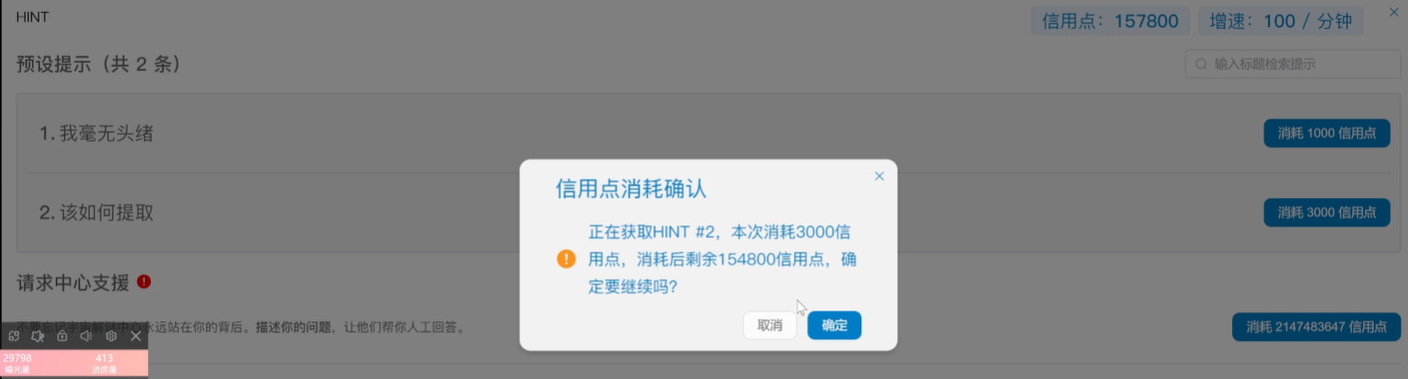 HINT
信用点：157800
增速：100 / 分钟
预设提示（共 2 条）
输入标题检索提示
1. 我毫无头绪
消耗 1000 信用点
2. 该如何提取
消耗 3000 信用点
信用点消耗确认
正在获取HINT #2，本次消耗3000信
用点，消耗后剩余154800信用点，确
定要继续吗？
取消
确定
请求中心支援
永远站在你的背后。描述你的问题，让他们帮你人工回答。
消耗 2147483647 信用点
29798
曝光量
413
进房量